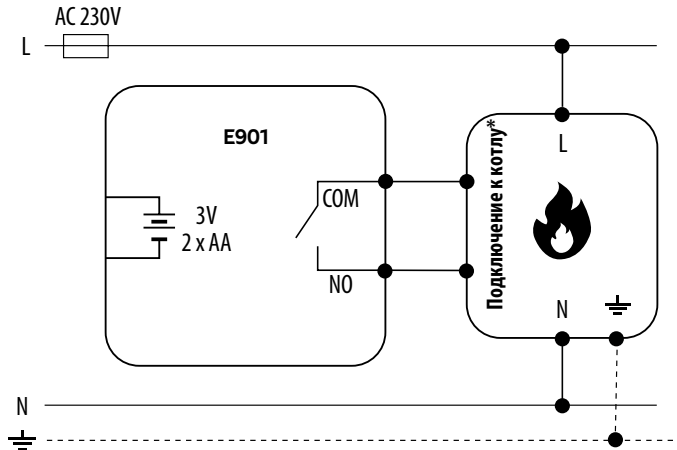 AC 230V
L
E901
COM
3V
2 x AA
NO
Подключение к котлу*
L
N
N